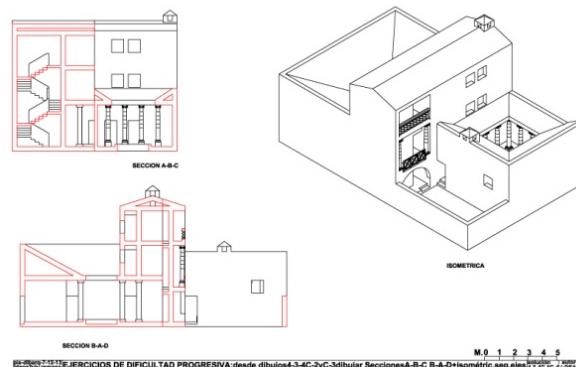 SECCION A-B-C
ISOMETRICA
SECCION B-A-D
M.0 1 2 3 4 5
EJERCICIOS DE DIFICULTAD PROGRESIVA:desde dibujos4-3-4C-2yC-3dibujar SeccionesA-B-C B-A-D+isométric.seg.ejes